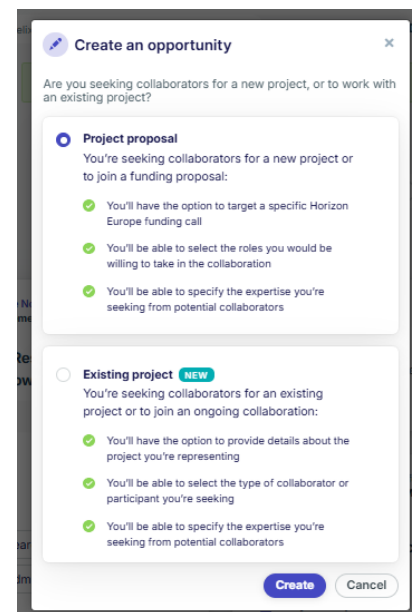 Create an opportunity
Are you seeking collaborators for a new project, or to work with
an existing project?
Project proposal
You're seeking collaborators for a new project or
to join a funding proposal:
You'll have the option to target a specific Horizon
Europe funding call
You'll be able to select the roles you would be
willing to take in the collaboration
You'll be able to specify the expertise you're
seeking from potential collaborators
Existing project NEW
You're seeking collaborators for an existing
project or to join an ongoing collaboration:
You'll have the option to provide details about the
project you're representing
You'll be able to select the type of collaborator or
participant you're seeking
You'll be able to specify the expertise you're
seeking from potential collaborators
Create Cancel